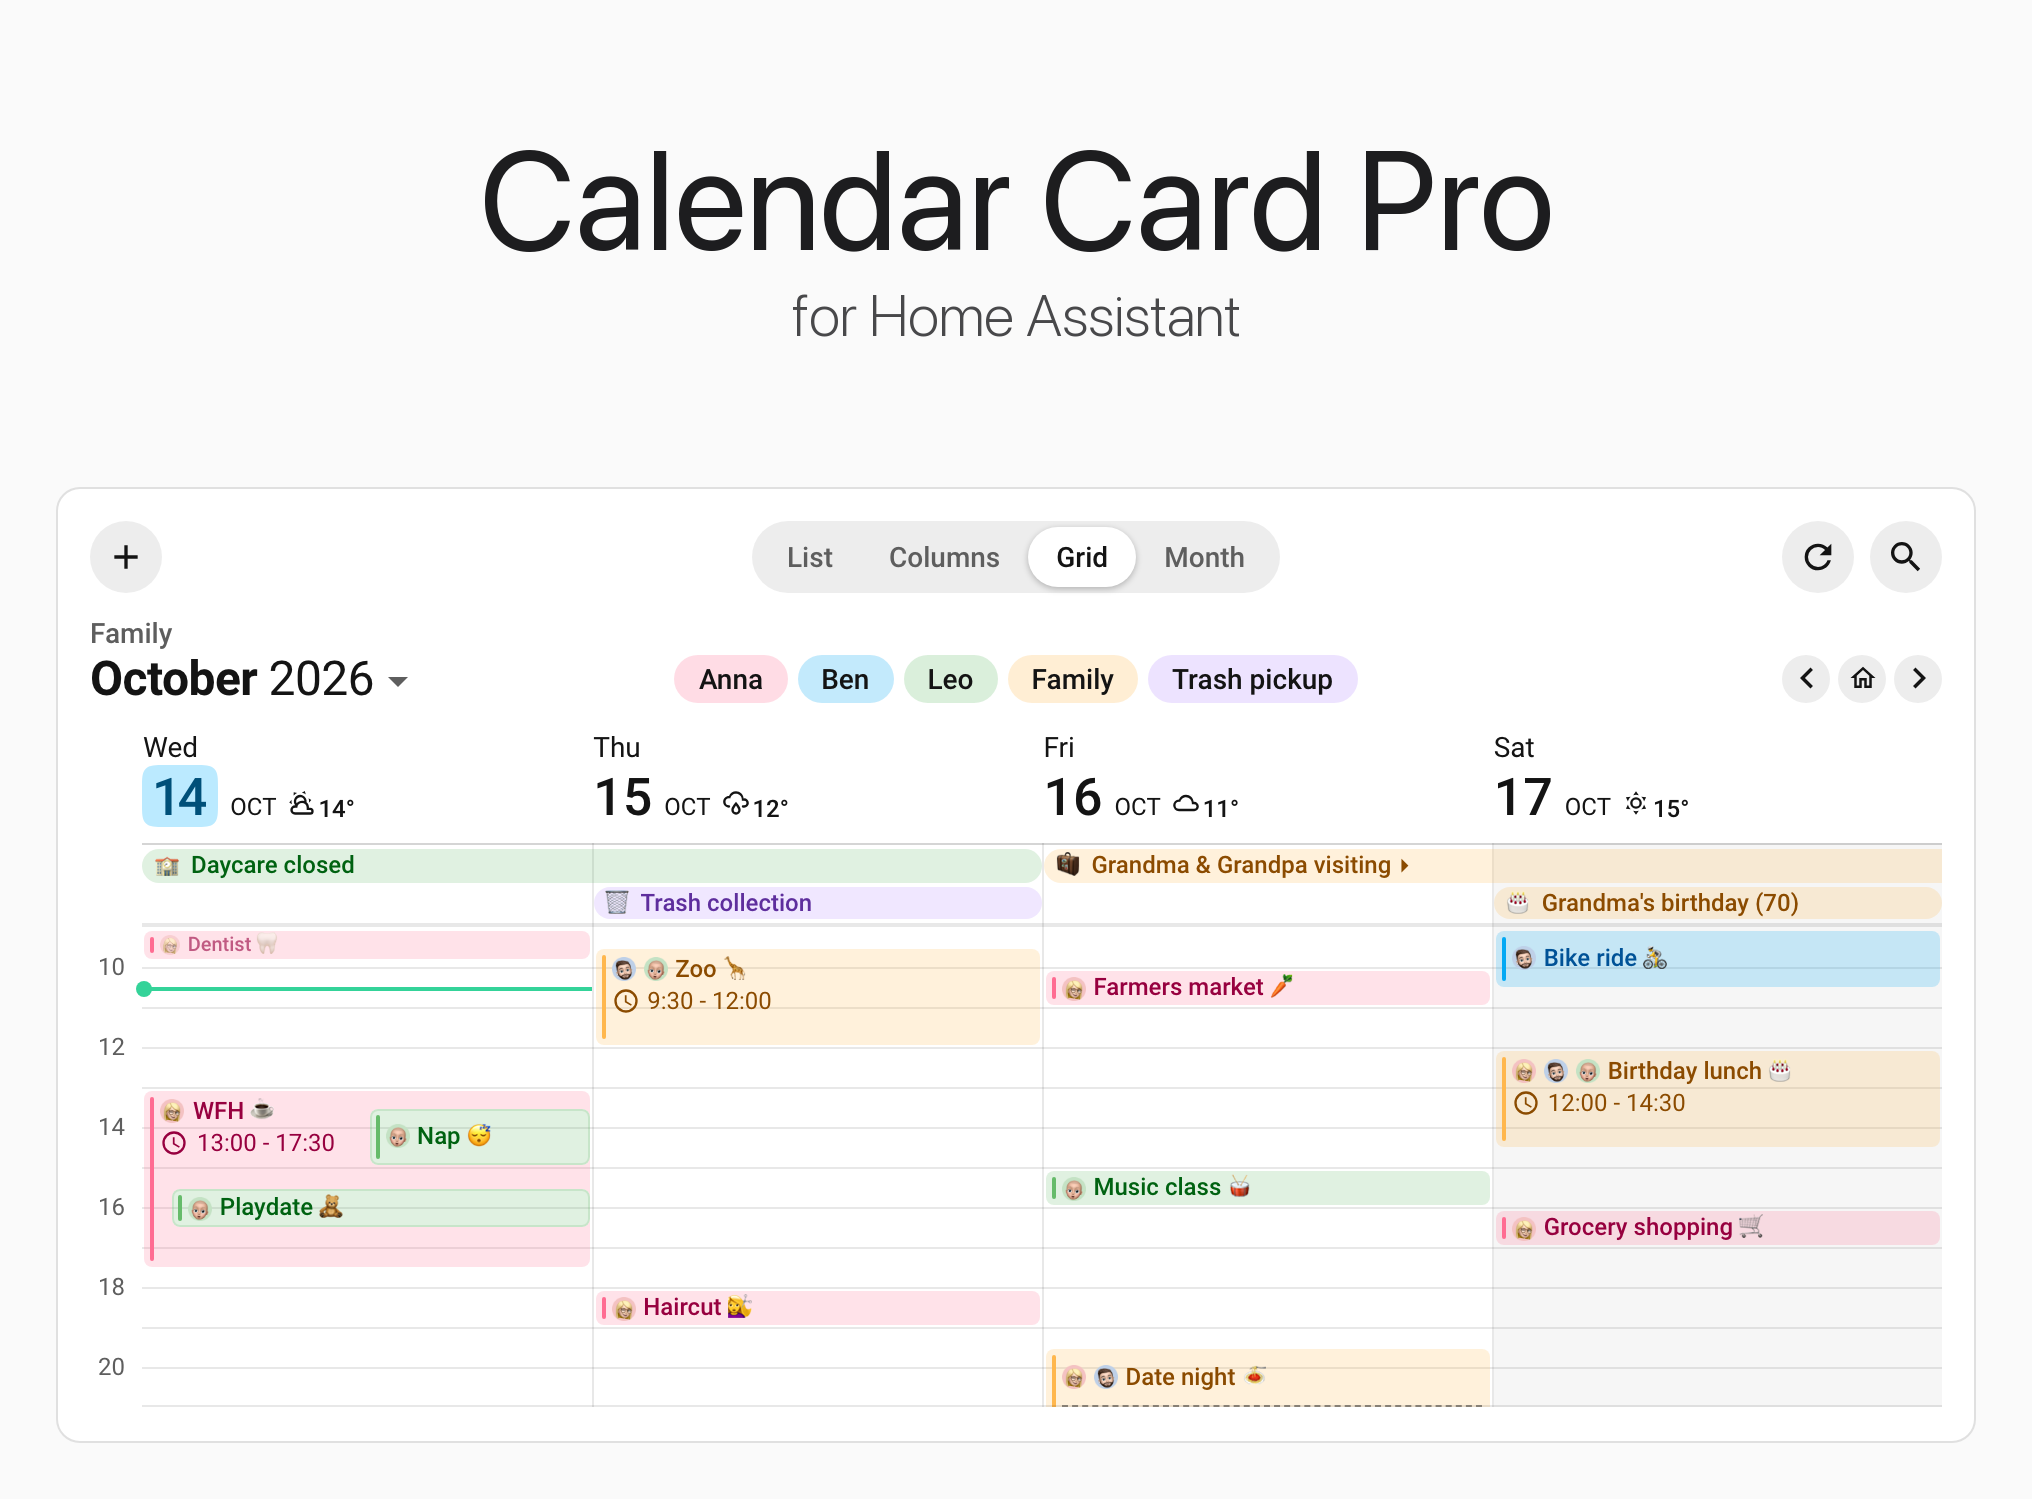 Calendar Card Pro
for Home Assistant
List Columns Grid Month
Family
October 2026
Anna Ben Leo Family Trash pickup
Wed Thu Fri Sat
14 OCT 14° 15 OCT 12° 16 OCT 11° 17 OCT 15°
Daycare closed Grandma & Grandpa visiting
Trash collection Grandma's birthday (70)
Dentist
Bike ride
10
Zoo
Farmers market
9:30 - 12:00
12
Birthday lunch
12:00 - 14:30
WFH
14
Nap
13:00 - 17:30
Music class
16
Playdate
Grocery shopping
18
Haircut
20
Date night